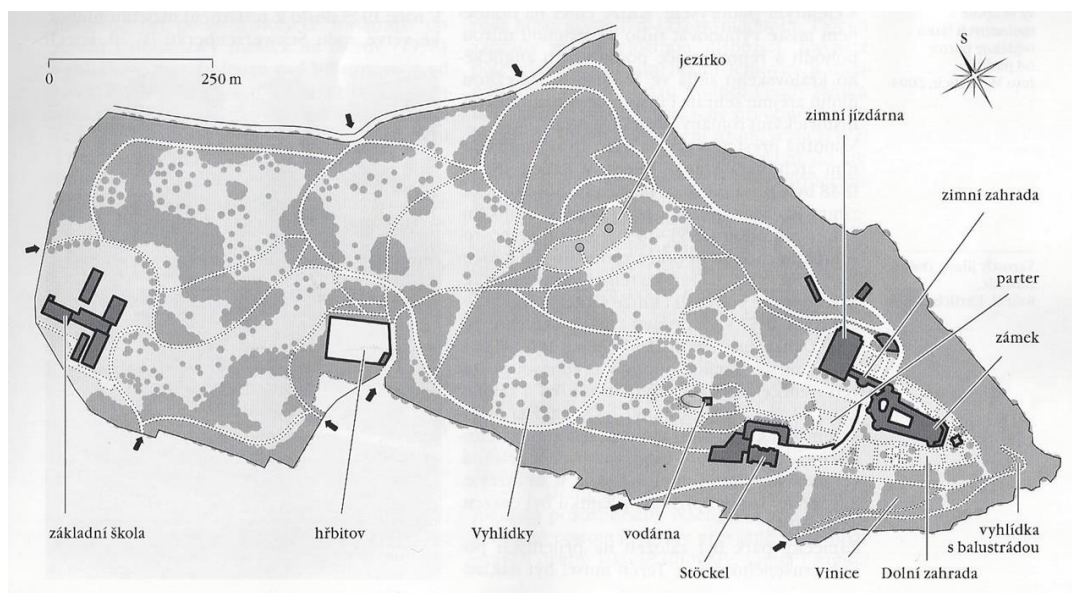 0
250 m
jezírko
S
zimní jízdárna
zimní zahrada
parter
zámek
základní škola
hřbitov
Vyhlídky
vodárna
Stöckel
Vinice
Dolní zahrada
vyhlídka
s balustrádou